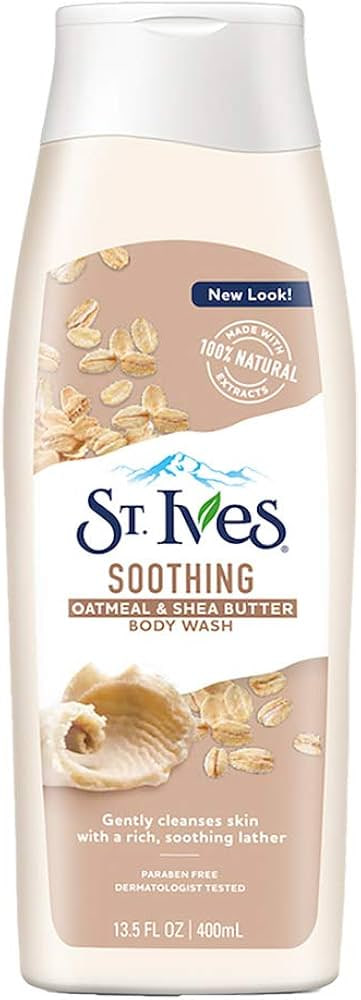 New Look!
MADE WITH
100% NATURAL
EXTRACTS
ST. IVES®
SOOTHING
OATMEAL & SHEA BUTTER
BODY WASH
Gently cleanses skin
with a rich, soothing lather
PARABEN FREE
DERMATOLOGIST TESTED
13.5 FL OZ | 400mL